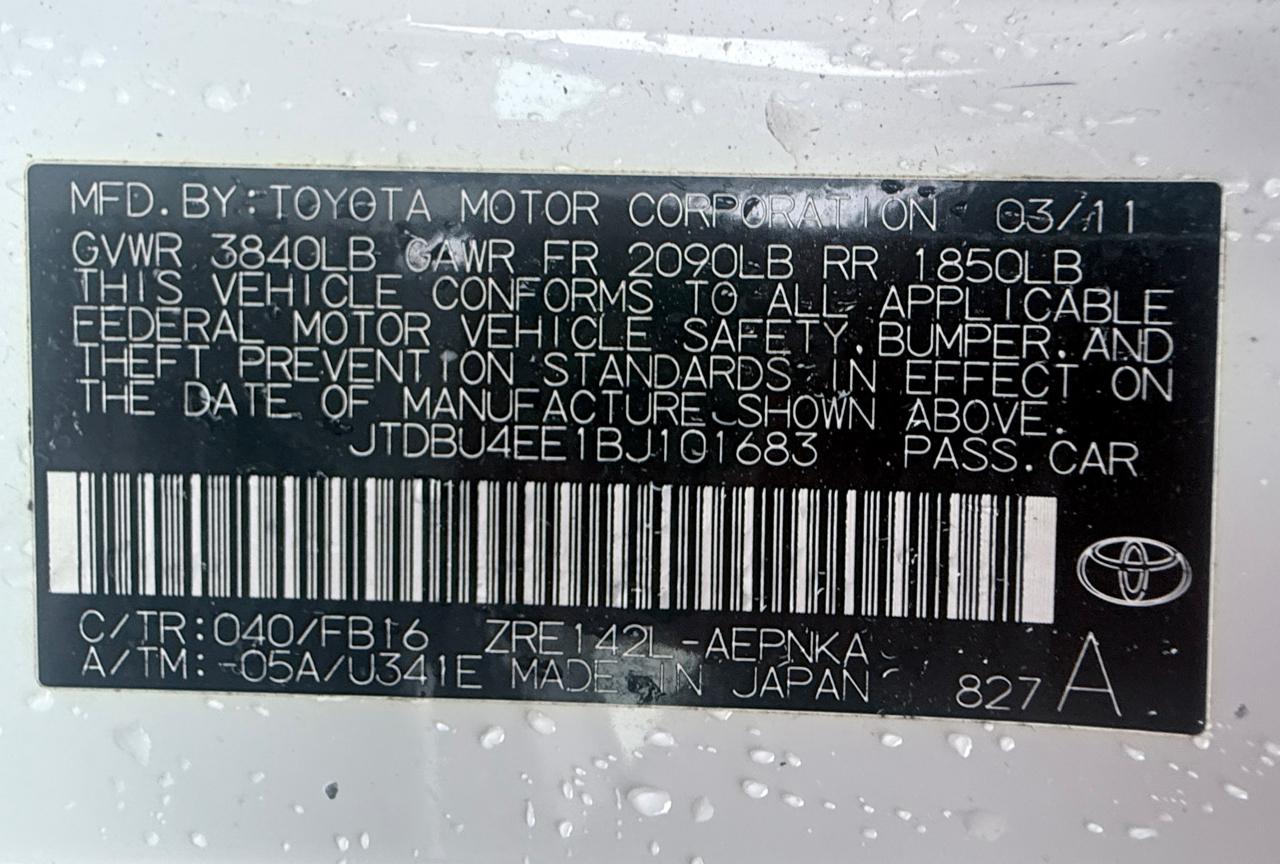 MFD. BY: TOYOTA MOTOR CORPORATION 03/11
GVWR 3840LB GAWR FR 2090LB RR 1850LB
THIS VEHICLE CONFORMS TO ALL APPLICABLE
FEDERAL MOTOR VEHICLE SAFETY, BUMPER, AND
THEFT PREVENTION STANDARDS IN EFFECT ON
THE DATE OF MANUFACTURE SHOWN ABOVE.
JTDBU4EE1BJ101683 PASS. CAR
C/TR: 040/FB16 ZRE142L-AEPNKA
A/TM: -05A/U341E MADE IN JAPAN 827 A